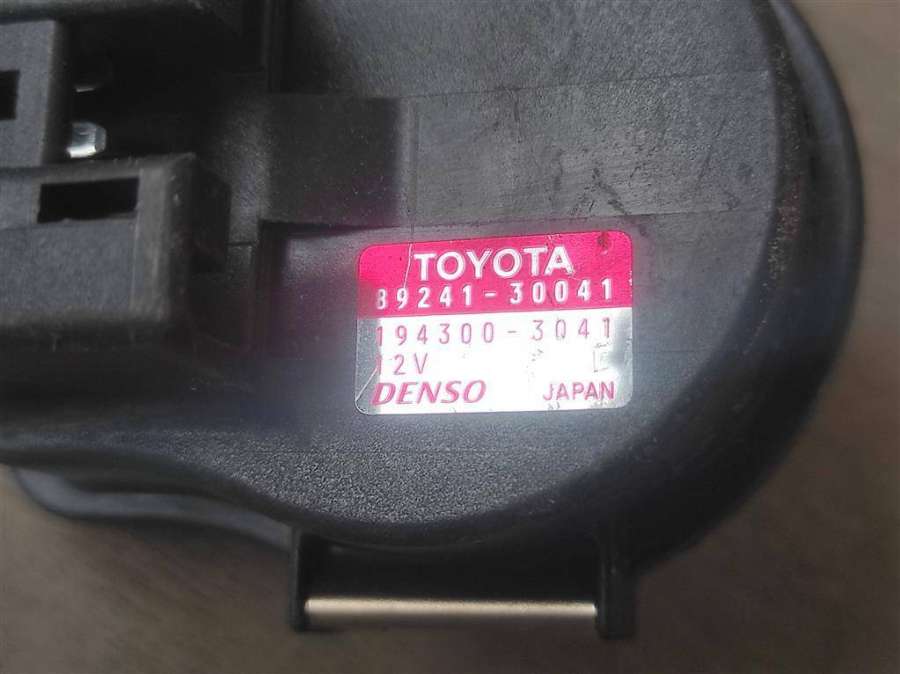 TOYOTA
89241-30041
194300-3041
12V E
DENSO JAPAN